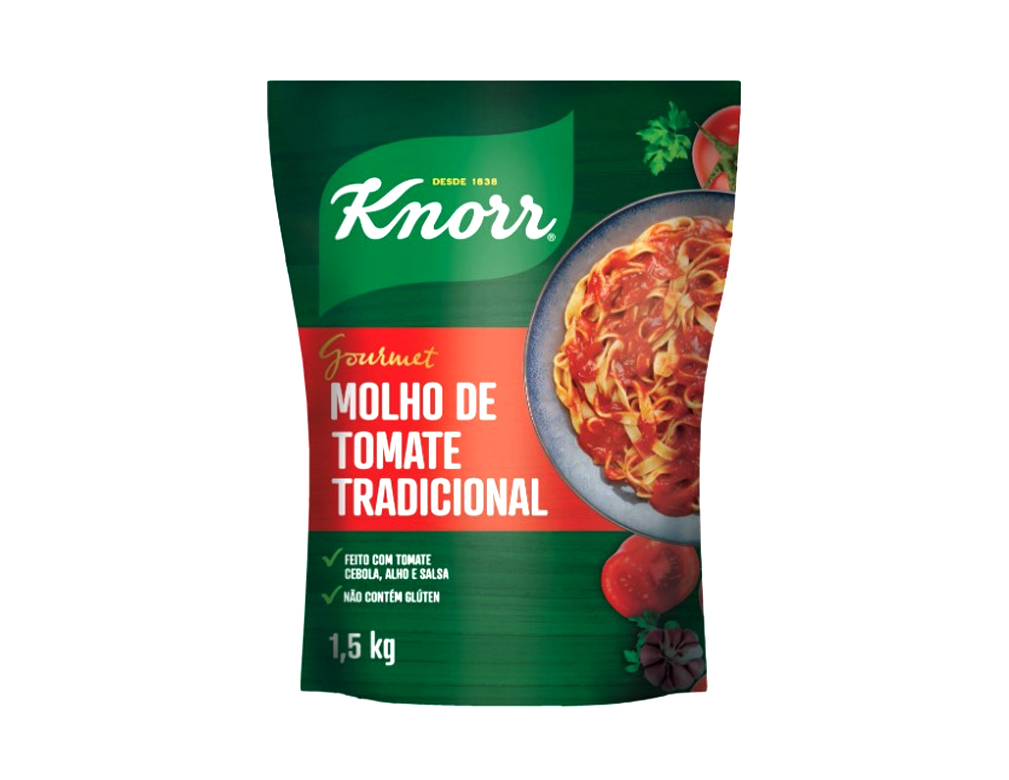 DESDE 1838
Knorr®
Gourmet
MOLHO DE
TOMATE
TRADICIONAL
FEITO COM TOMATE
CEBOLA, ALHO E SALSA
NÃO CONTÉM GLÚTEN
1,5 kg